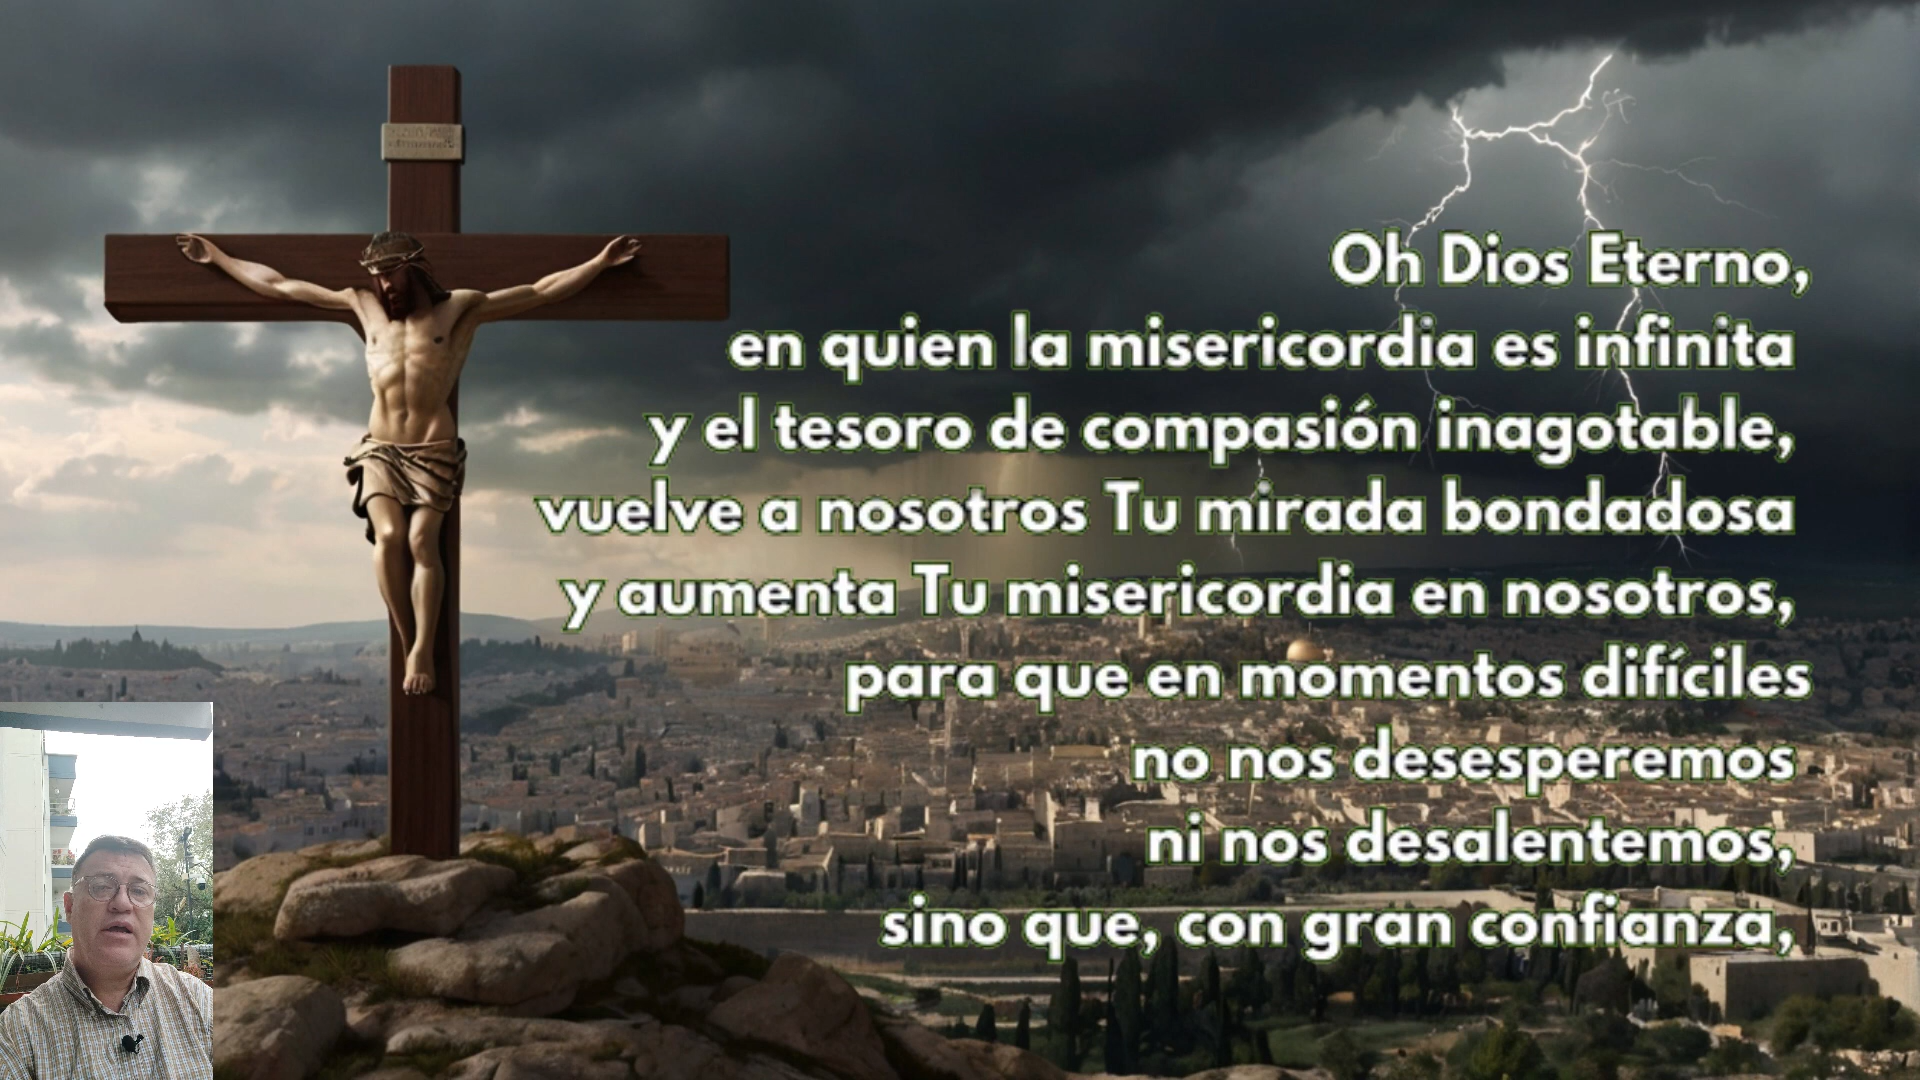 Oh Dios Eterno,
en quien la misericordia es infinita
y el tesoro de compasión inagotable,
vuelve a nosotros Tu mirada bondadosa
y aumenta Tu misericordia en nosotros,
para que en momentos difíciles
no nos desesperemos
ni nos desalentemos,
sino que, con gran confianza,